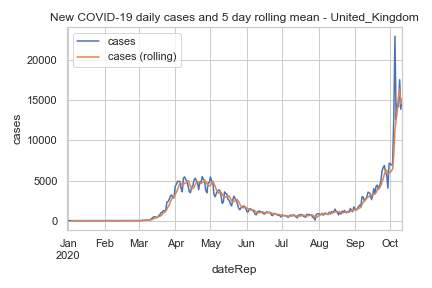 New COVID-19 daily cases and 5 day rolling mean - United_Kingdom
cases
cases (rolling)
20000
15000
10000
5000
0
cases
Jan Feb Mar Apr May Jun Jul Aug Sep Oct
2020
dateRep